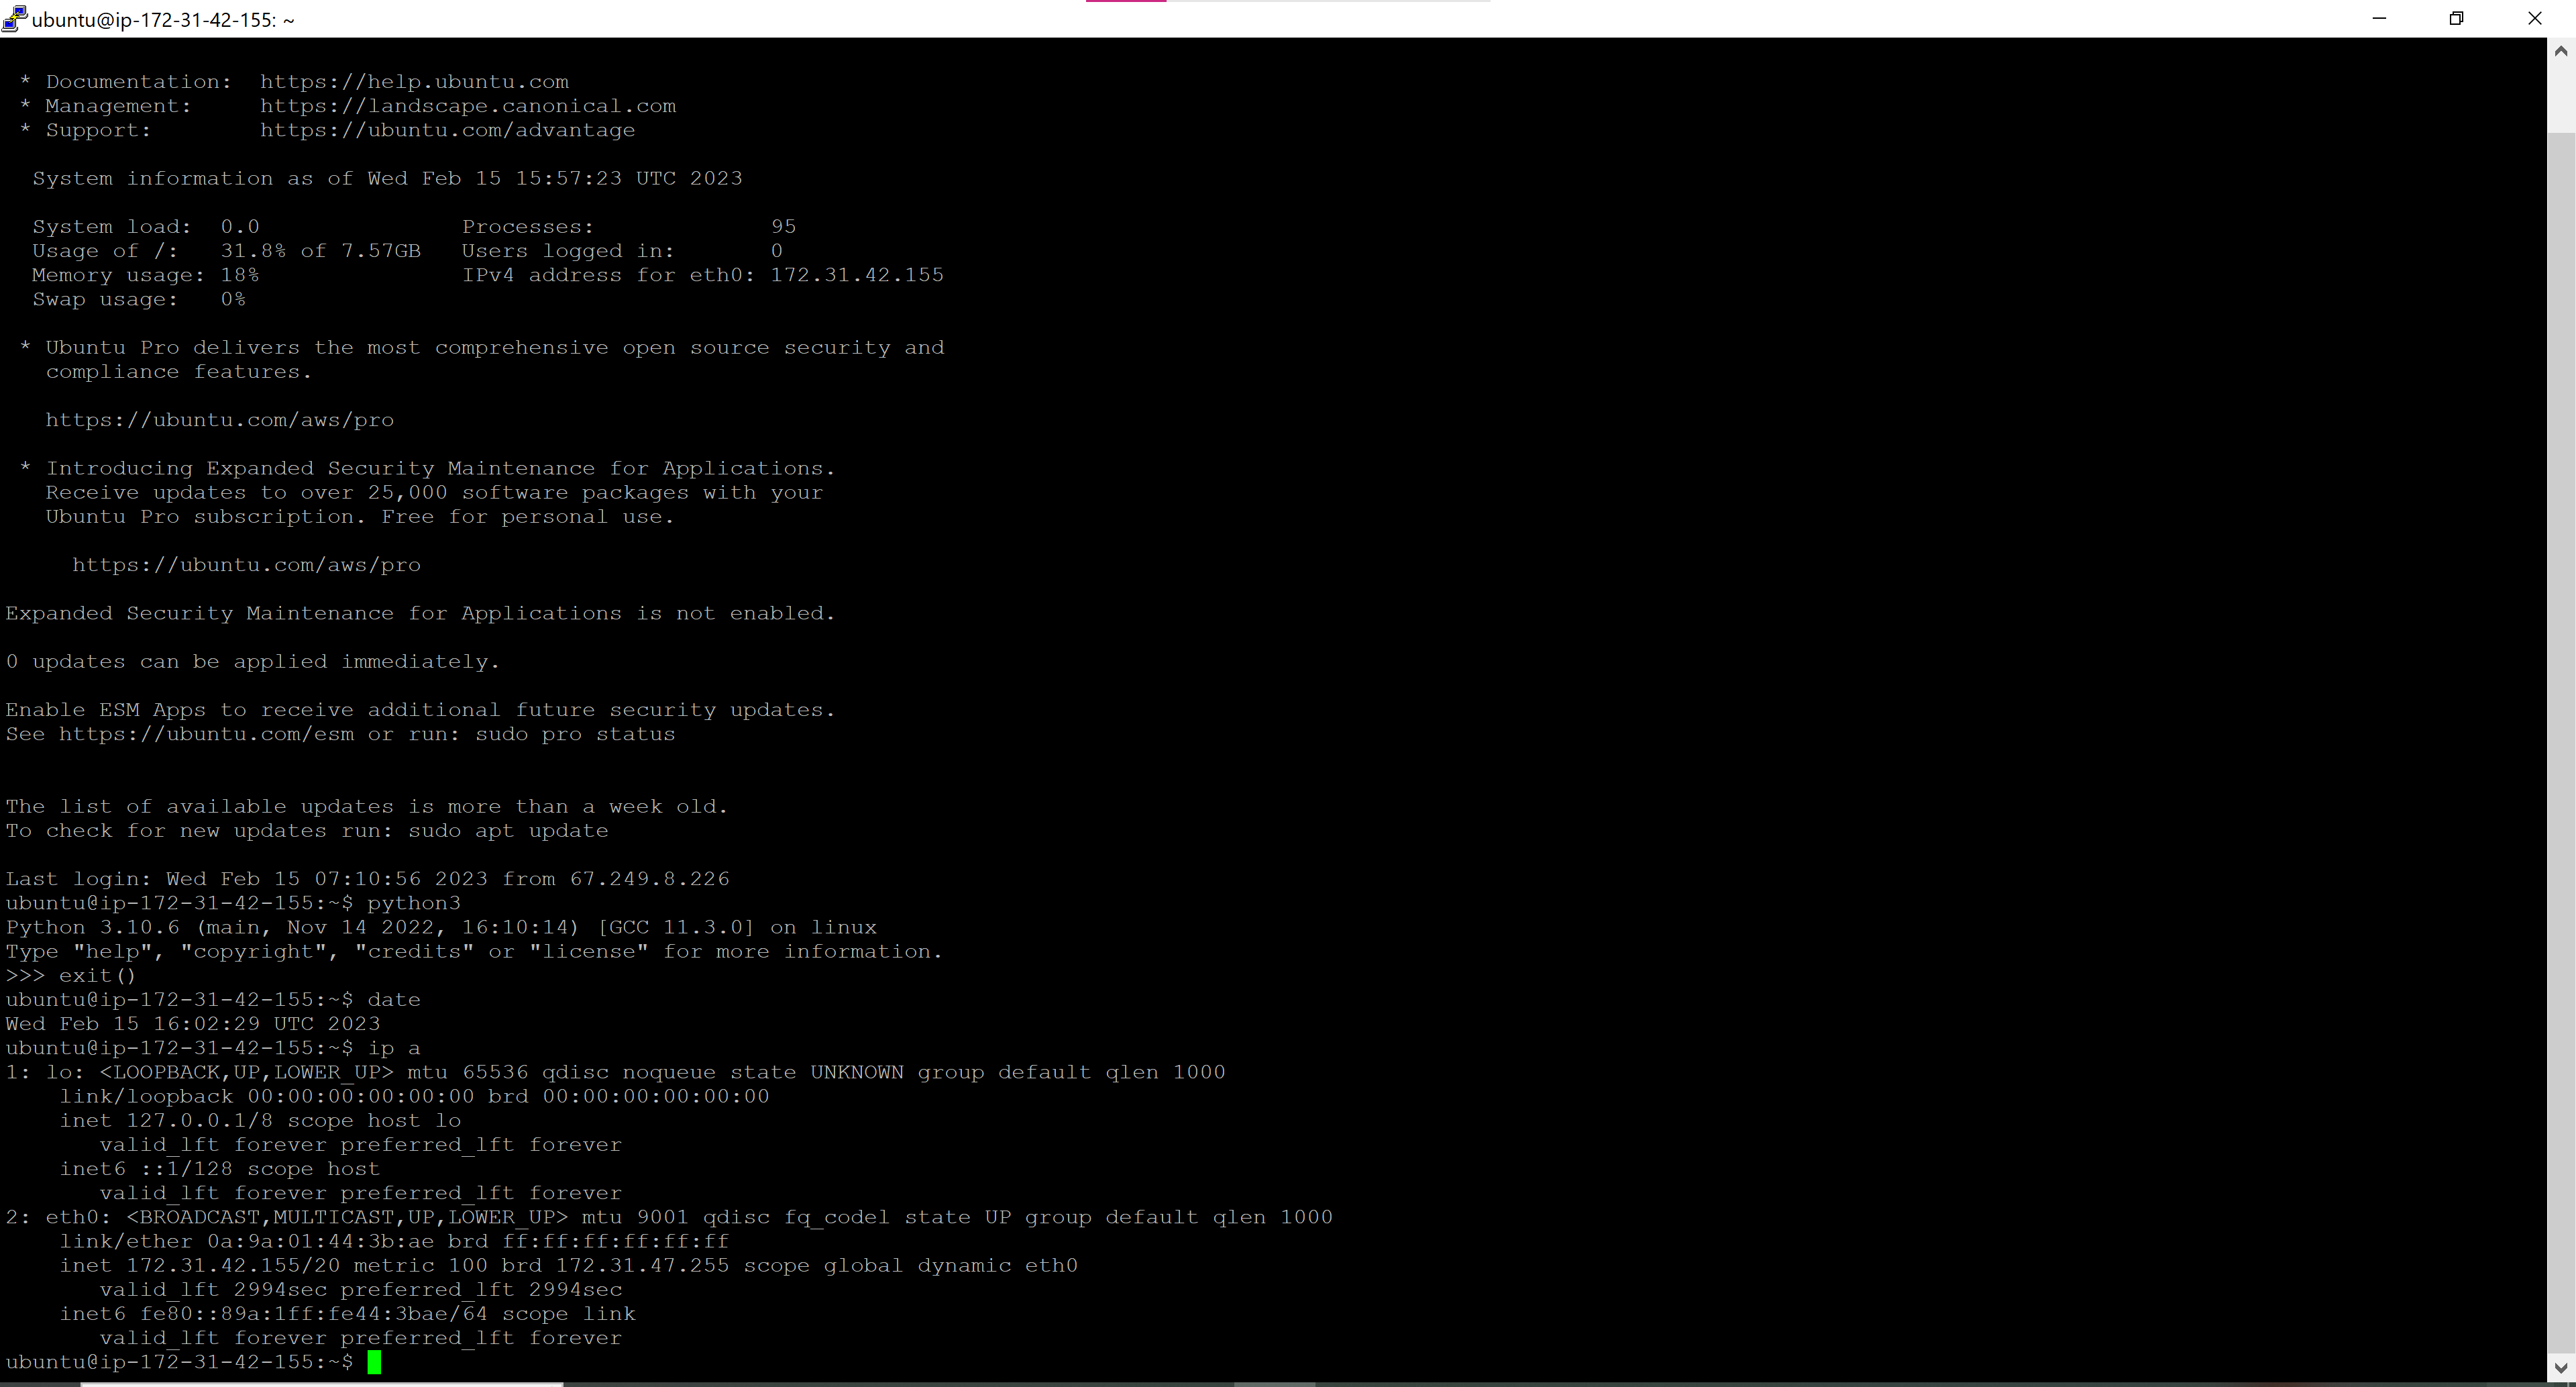 ubuntu@ip-172-31-42-155: ~
* Documentation:  https://help.ubuntu.com
* Management:     https://landscape.canonical.com
* Support:        https://ubuntu.com/advantage
System information as of Wed Feb 15 15:57:23 UTC 2023
System load:  0.0               Processes:             95
Usage of /:   31.8% of 7.57GB   Users logged in:       0
Memory usage: 18%               IPv4 address for eth0: 172.31.42.155
Swap usage:   0%
* Ubuntu Pro delivers the most comprehensive open source security and
compliance features.
https://ubuntu.com/aws/pro
* Introducing Expanded Security Maintenance for Applications.
Receive updates to over 25,000 software packages with your
Ubuntu Pro subscription. Free for personal use.
https://ubuntu.com/aws/pro
Expanded Security Maintenance for Applications is not enabled.
0 updates can be applied immediately.
Enable ESM Apps to receive additional future security updates.
See https://ubuntu.com/esm or run: sudo pro status
The list of available updates is more than a week old.
To check for new updates run: sudo apt update
Last login: Wed Feb 15 07:10:56 2023 from 67.249.8.226
ubuntu@ip-172-31-42-155:~$ python3
Python 3.10.6 (main, Nov 14 2022, 16:10:14) [GCC 11.3.0] on linux
Type "help", "copyright", "credits" or "license" for more information.
>>> exit()
ubuntu@ip-172-31-42-155:~$ date
Wed Feb 15 16:02:29 UTC 2023
ubuntu@ip-172-31-42-155:~$ ip a
1: lo: <LOOPBACK,UP,LOWER_UP> mtu 65536 qdisc noqueue state UNKNOWN group default qlen 1000
link/loopback 00:00:00:00:00:00 brd 00:00:00:00:00:00
inet 127.0.0.1/8 scope host lo
valid_lft forever preferred_lft forever
inet6 ::1/128 scope host
valid_lft forever preferred_lft forever
2: eth0: <BROADCAST,MULTICAST,UP,LOWER_UP> mtu 9001 qdisc fq_codel state UP group default qlen 1000
link/ether 0a:9a:01:44:3b:ae brd ff:ff:ff:ff:ff:ff
inet 172.31.42.155/20 metric 100 brd 172.31.47.255 scope global dynamic eth0
valid_lft 2994sec preferred_lft 2994sec
inet6 fe80::89a:1ff:fe44:3bae/64 scope link
valid_lft forever preferred_lft forever
ubuntu@ip-172-31-42-155:~$